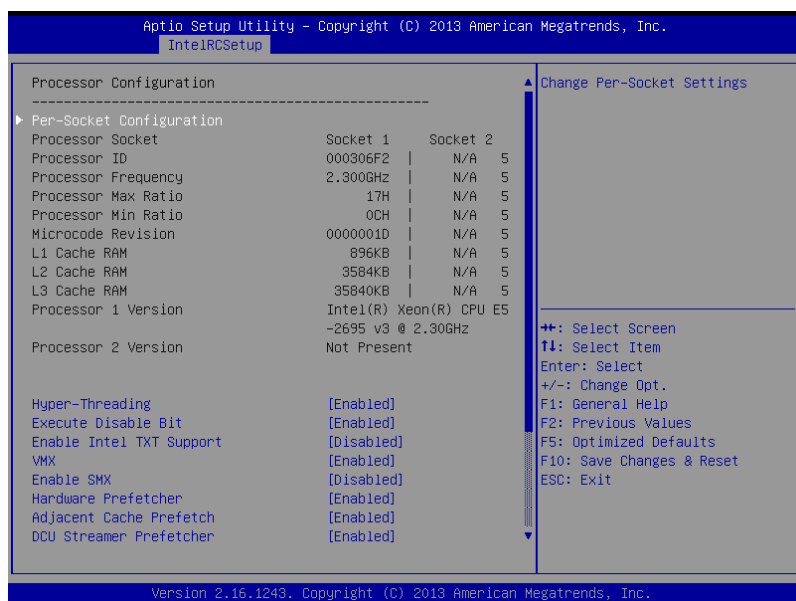 Aptio Setup Utility – Copyright (C) 2013 American Megatrends, Inc.
IntelRCSetup
Processor Configuration
--------------------------------------------------
Per-Socket Configuration
Processor Socket Socket 1 Socket 2
Processor ID 000306F2 | N/A 5
Processor Frequency 2.300GHz | N/A 5
Processor Max Ratio 17H | N/A 5
Processor Min Ratio 0CH | N/A 5
Microcode Revision 0000001D | N/A 5
L1 Cache RAM 896KB | N/A 5
L2 Cache RAM 3584KB | N/A 5
L3 Cache RAM 35840KB | N/A 5
Processor 1 Version Intel(R) Xeon(R) CPU E5
-2695 v3 @ 2.30GHz
Processor 2 Version Not Present
Hyper-Threading [Enabled]
Execute Disable Bit [Enabled]
Enable Intel TXT Support [Disabled]
VMX [Enabled]
Enable SMX [Disabled]
Hardware Prefetcher [Enabled]
Adjacent Cache Prefetch [Enabled]
DCU Streamer Prefetcher [Enabled]
Change Per-Socket Settings
→←: Select Screen
↑↓: Select Item
Enter: Select
+/-: Change Opt.
F1: General Help
F2: Previous Values
F5: Optimized Defaults
F10: Save Changes & Reset
ESC: Exit
Version 2.16.1243. Copyright (C) 2013 American Megatrends, Inc.